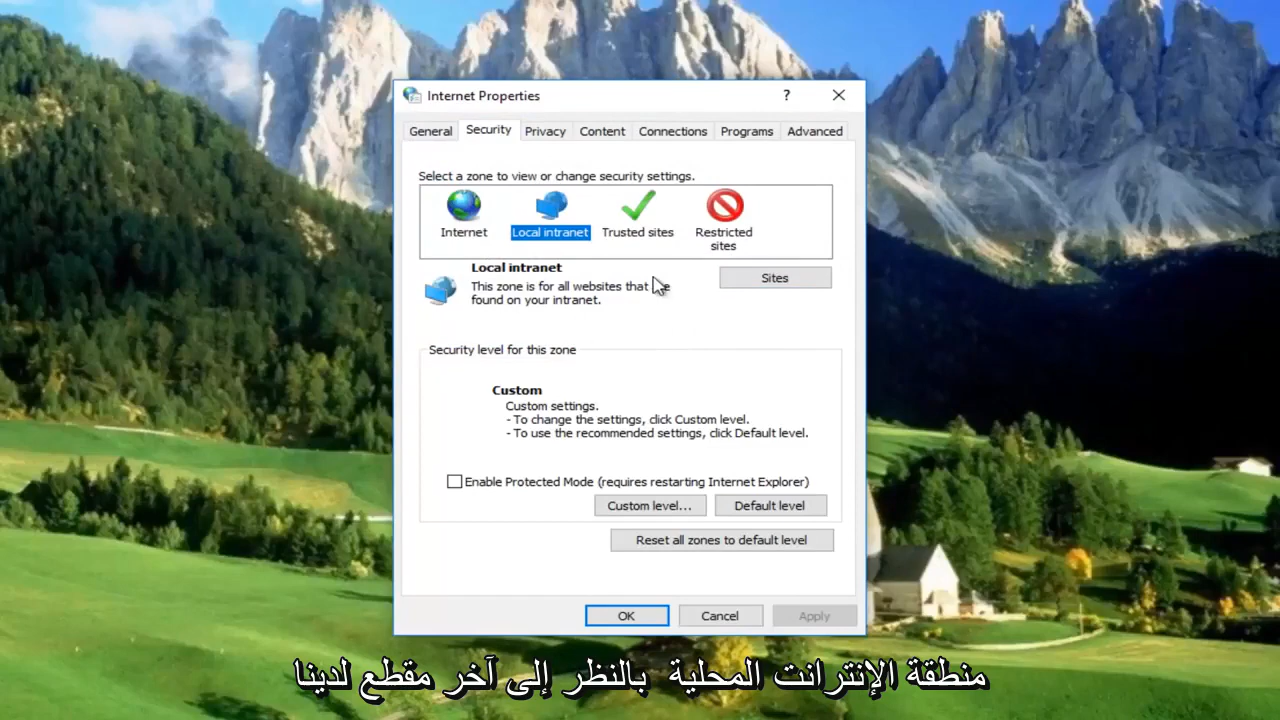 Internet Properties
?
General Security Privacy Content Connections Programs Advanced
Select a zone to view or change security settings.
Internet Local intranet Trusted sites Restricted
sites
Local intranet
Sites
This zone is for all websites that
found on your intranet.
Security level for this zone
Custom
Custom settings.
- To change the settings, click Custom level.
- To use the recommended settings, click Default level.
Enable Protected Mode (requires restarting Internet Explorer)
Custom level... Default level
Reset all zones to default level
OK Cancel Apply
منطقة الإنترانت المحلية بالنظر إلى آخر مقطع لدينا